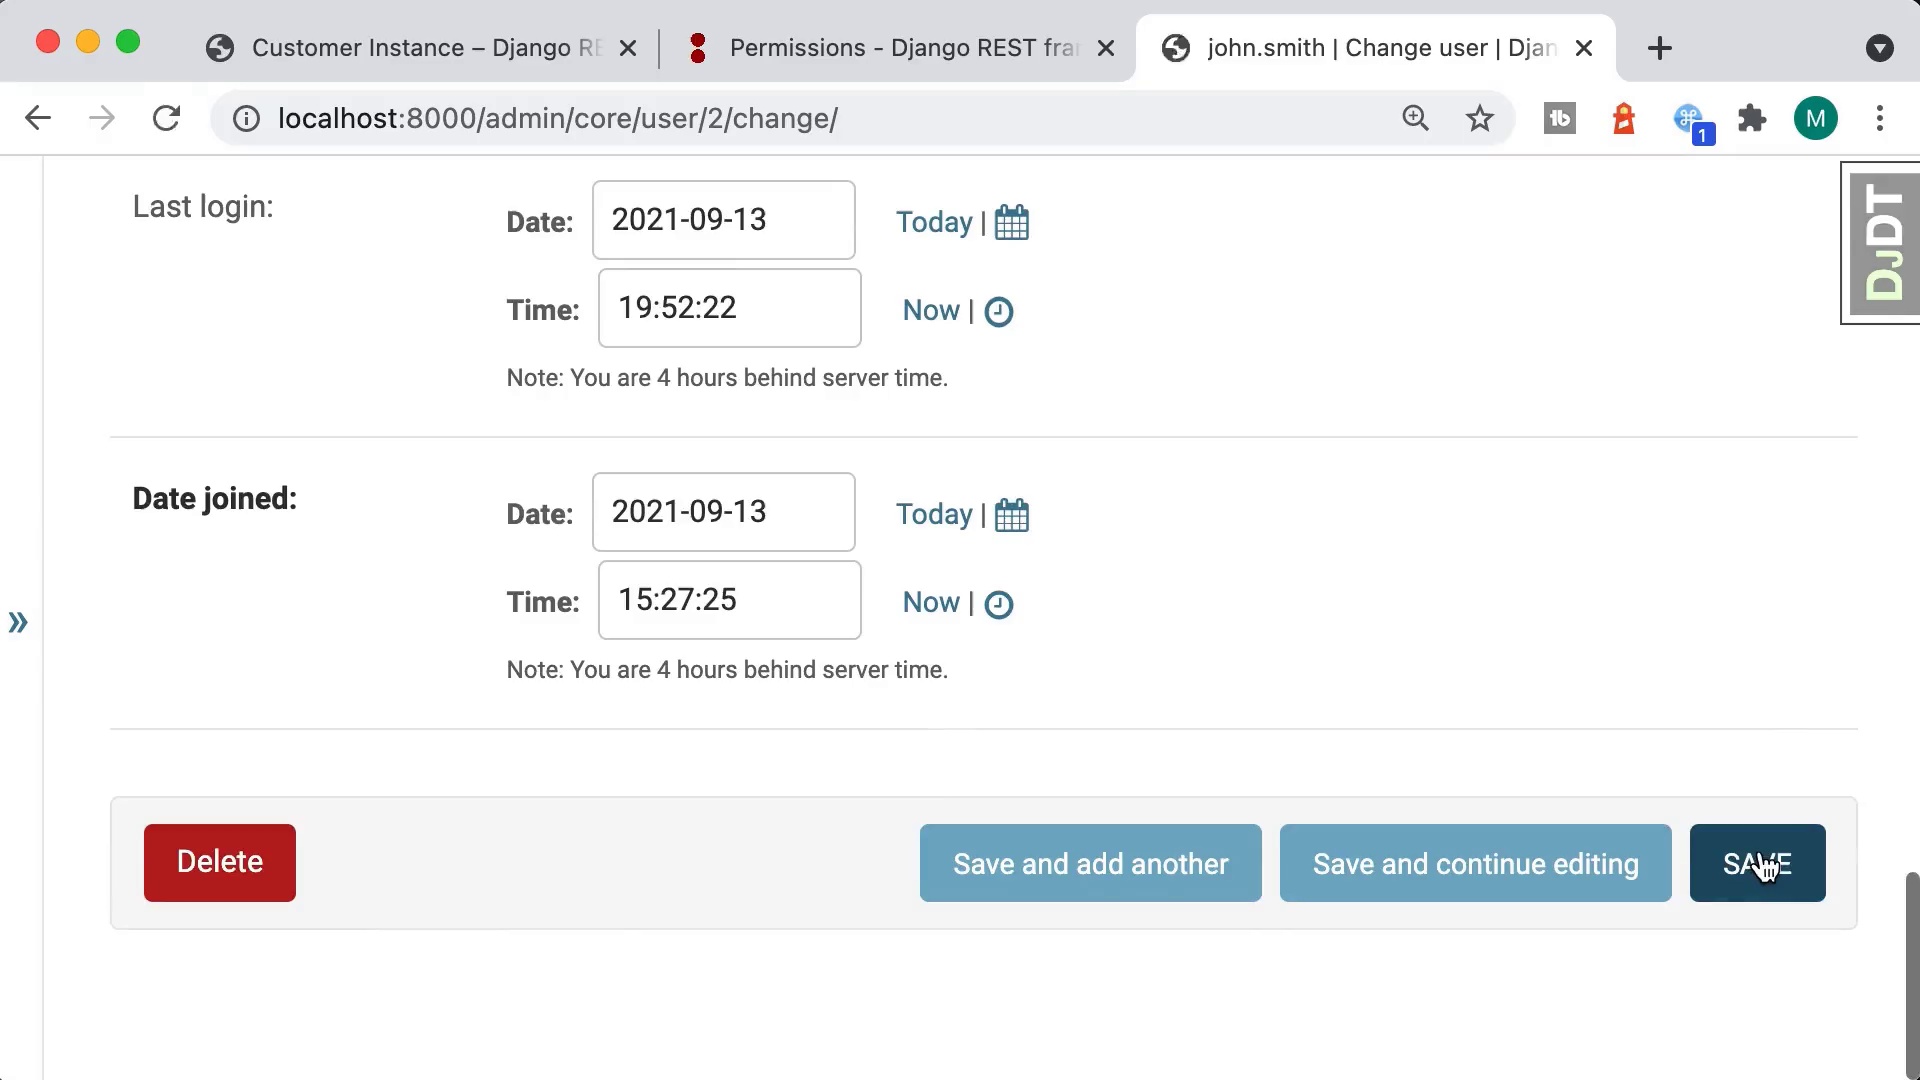 Customer Instance – Django RE
Permissions - Django REST fra
john.smith | Change user | Djan
localhost:8000/admin/core/user/2/change/
tb
1
M
DJDT
Last login:
Date: 2021-09-13 Today |
Time: 19:52:22 Now |
Note: You are 4 hours behind server time.
Date joined:
Date: 2021-09-13 Today |
Time: 15:27:25 Now |
Note: You are 4 hours behind server time.
»
Delete Save and add another Save and continue editing SAVE